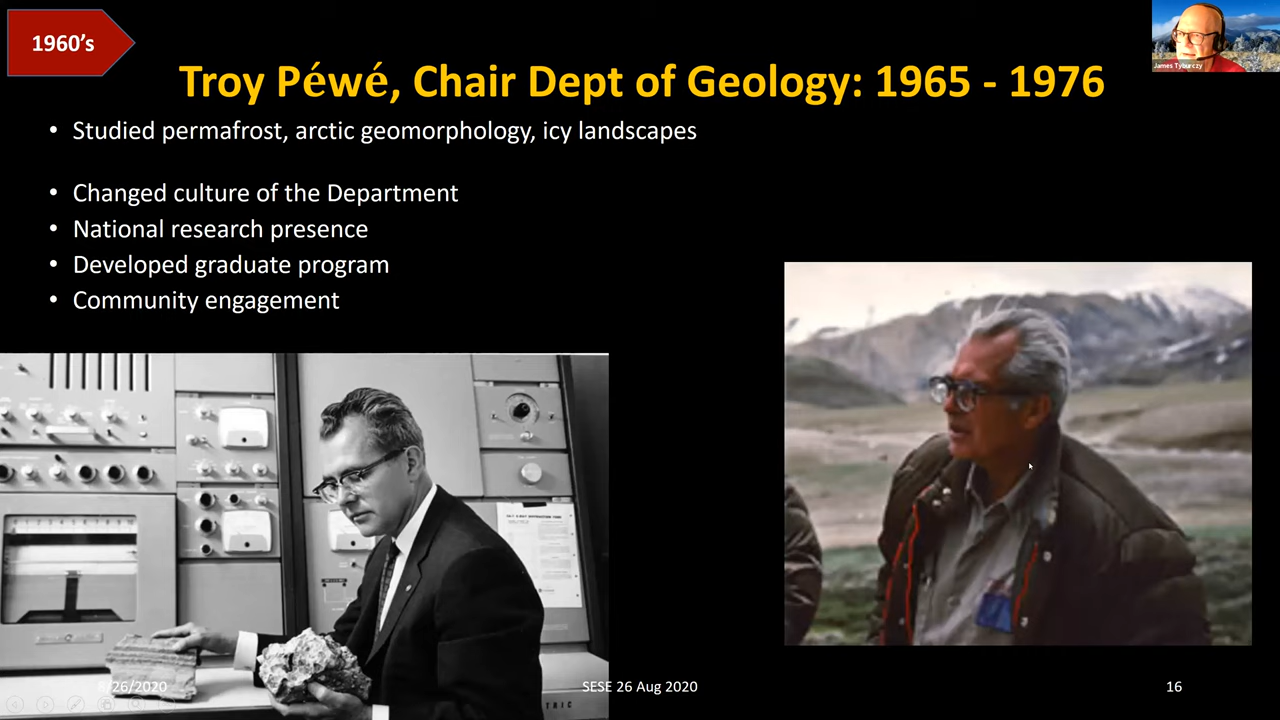 1960’s
James Tyburczy
Troy Péwé, Chair Dept of Geology: 1965 - 1976
• Studied permafrost, arctic geomorphology, icy landscapes
• Changed culture of the Department
• National research presence
• Developed graduate program
• Community engagement
8/26/2020
SESE 26 Aug 2020
16